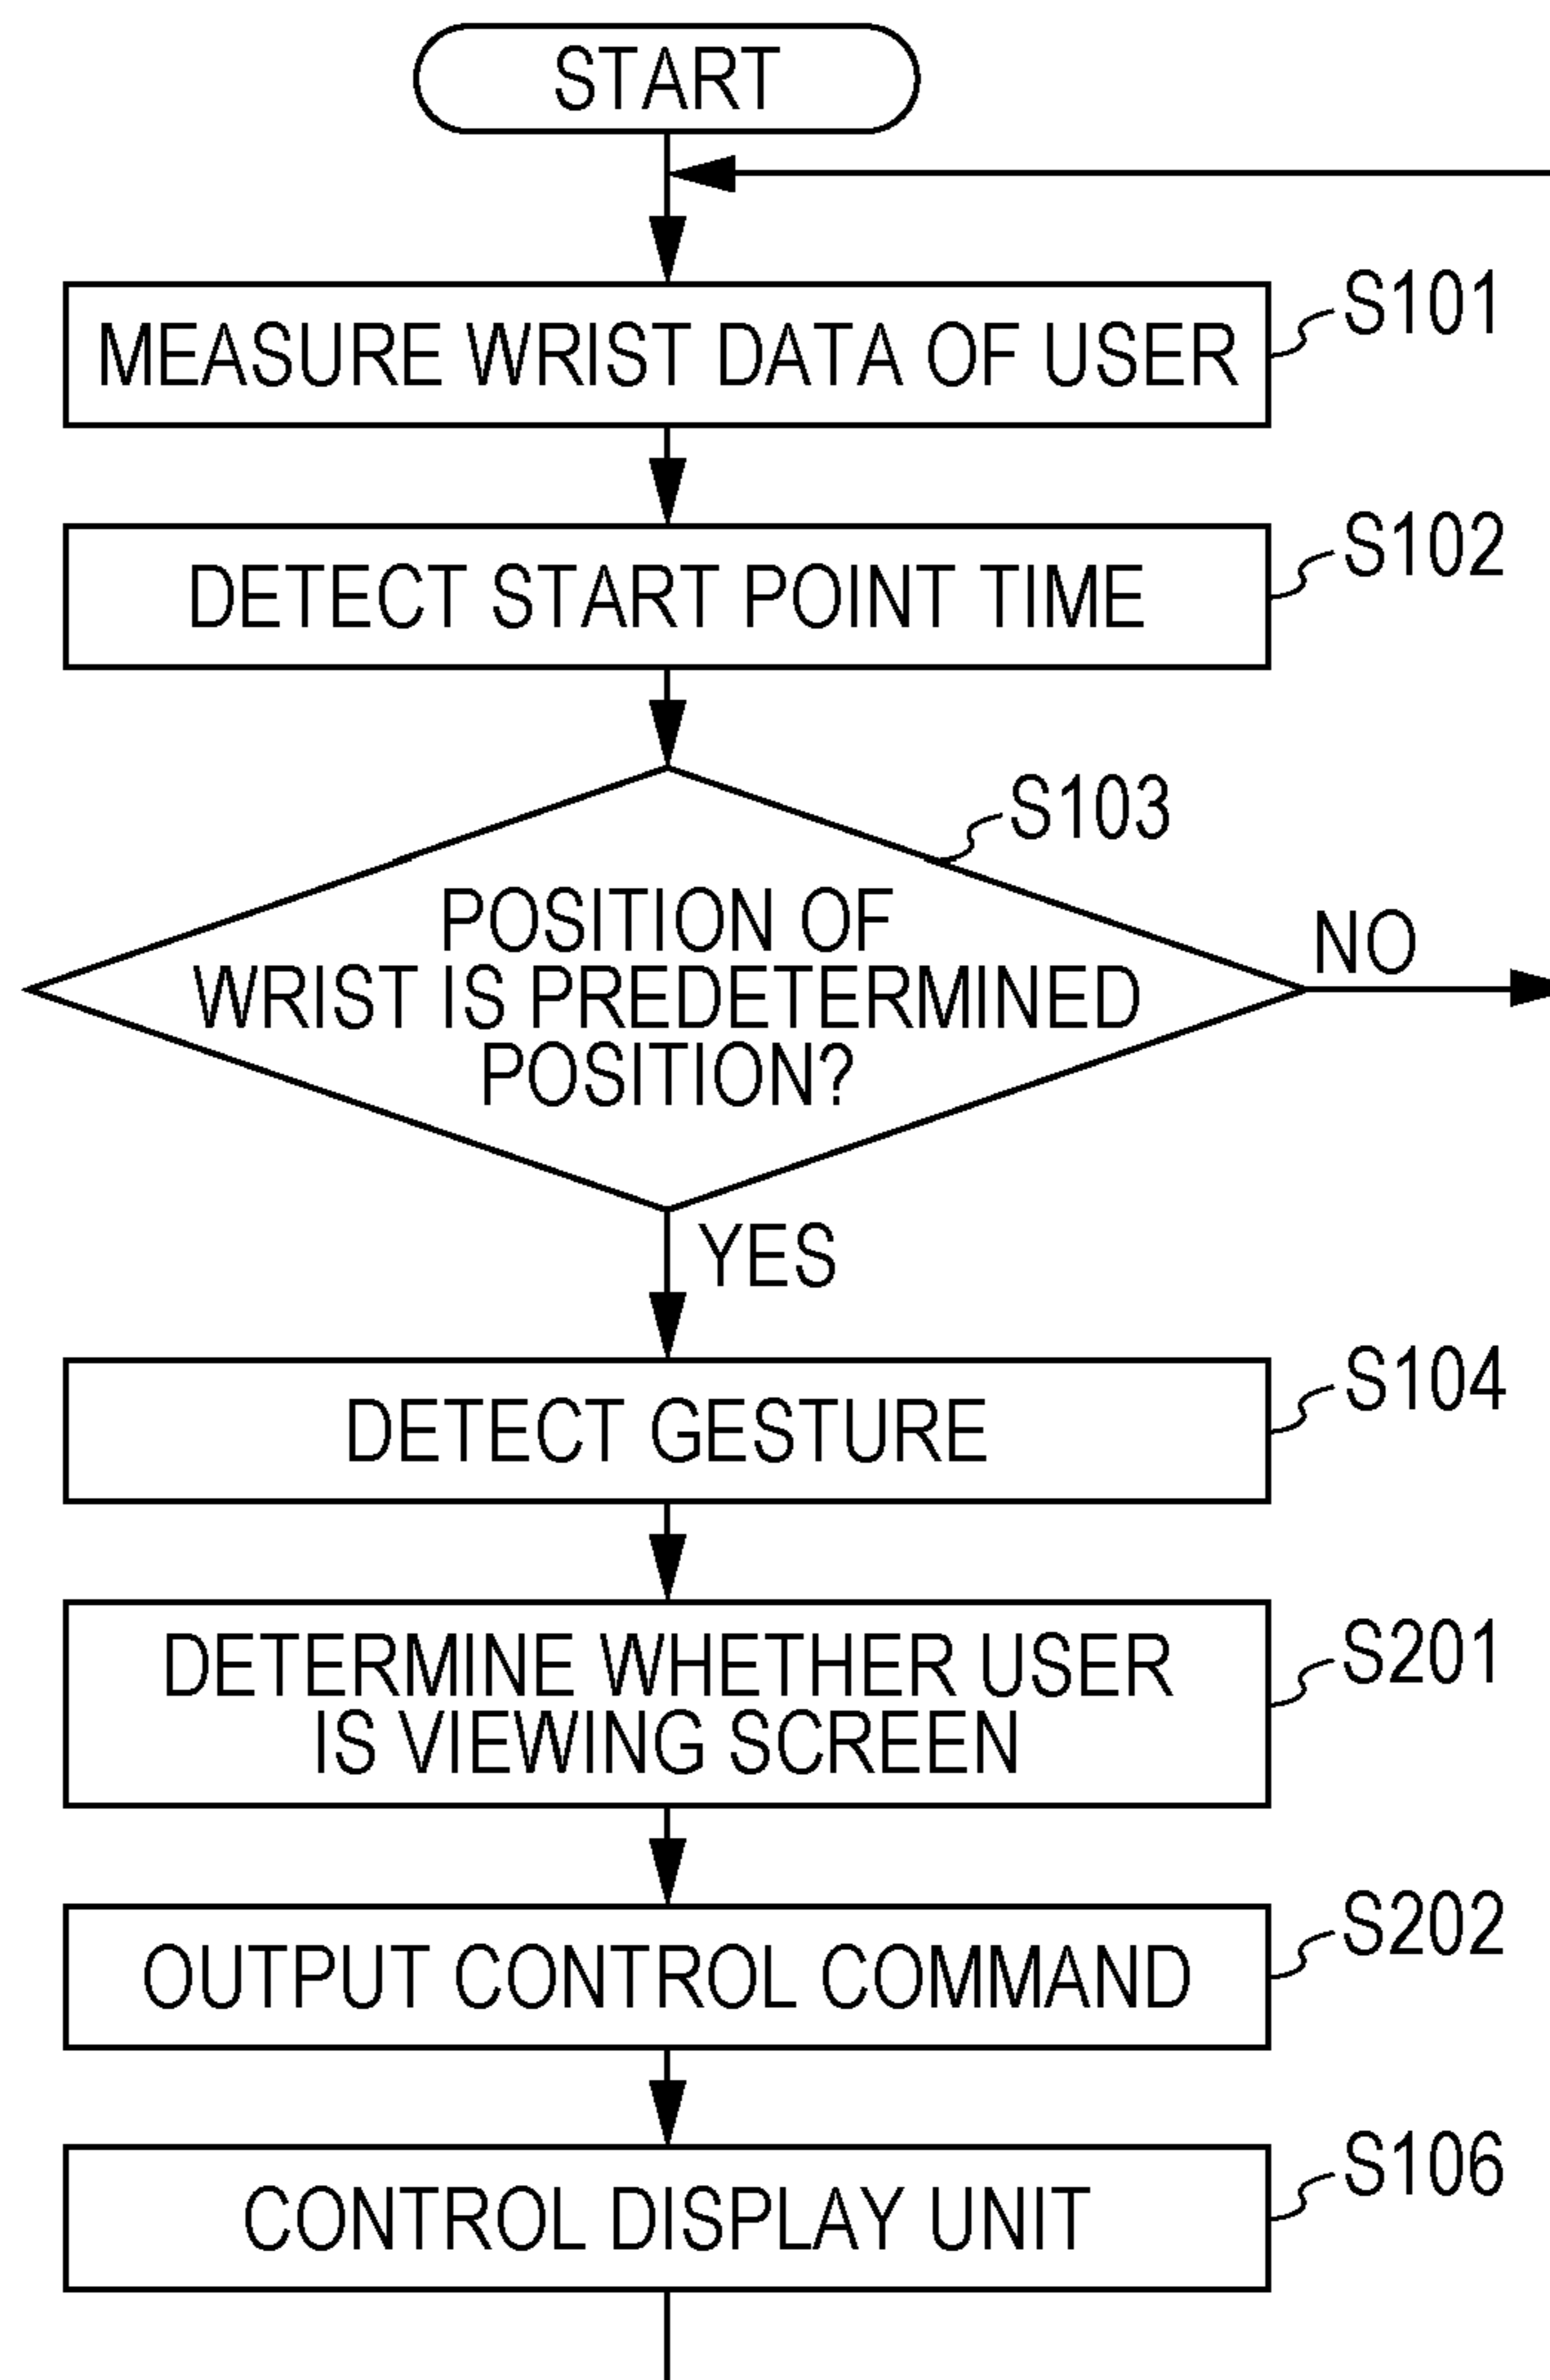 START
MEASURE WRIST DATA OF USER
S101
DETECT START POINT TIME
S102
S103
POSITION OF
WRIST IS PREDETERMINED
POSITION?
NO
YES
DETECT GESTURE
S104
DETERMINE WHETHER USER
IS VIEWING SCREEN
S201
OUTPUT CONTROL COMMAND
S202
CONTROL DISPLAY UNIT
S106